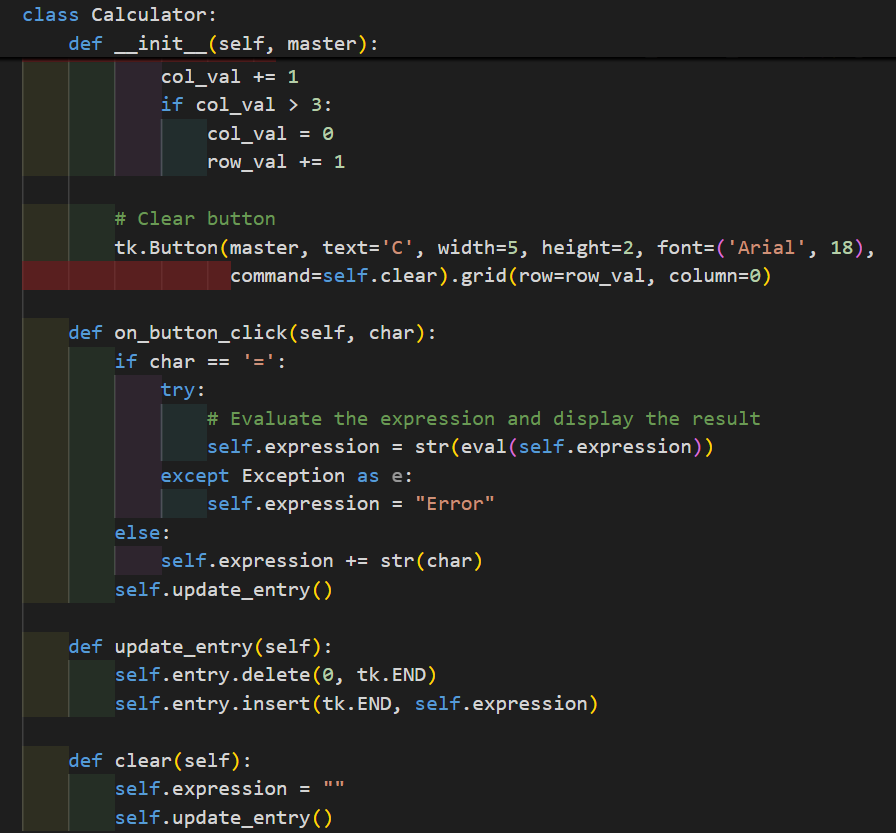 class Calculator:
    def __init__(self, master):
            col_val += 1
            if col_val > 3:
                col_val = 0
                row_val += 1

        # Clear button
        tk.Button(master, text='C', width=5, height=2, font=('Arial', 18),
                  command=self.clear).grid(row=row_val, column=0)

    def on_button_click(self, char):
        if char == '=':
            try:
                # Evaluate the expression and display the result
                self.expression = str(eval(self.expression))
            except Exception as e:
                self.expression = "Error"
        else:
            self.expression += str(char)
        self.update_entry()

    def update_entry(self):
        self.entry.delete(0, tk.END)
        self.entry.insert(tk.END, self.expression)

    def clear(self):
        self.expression = ""
        self.update_entry()